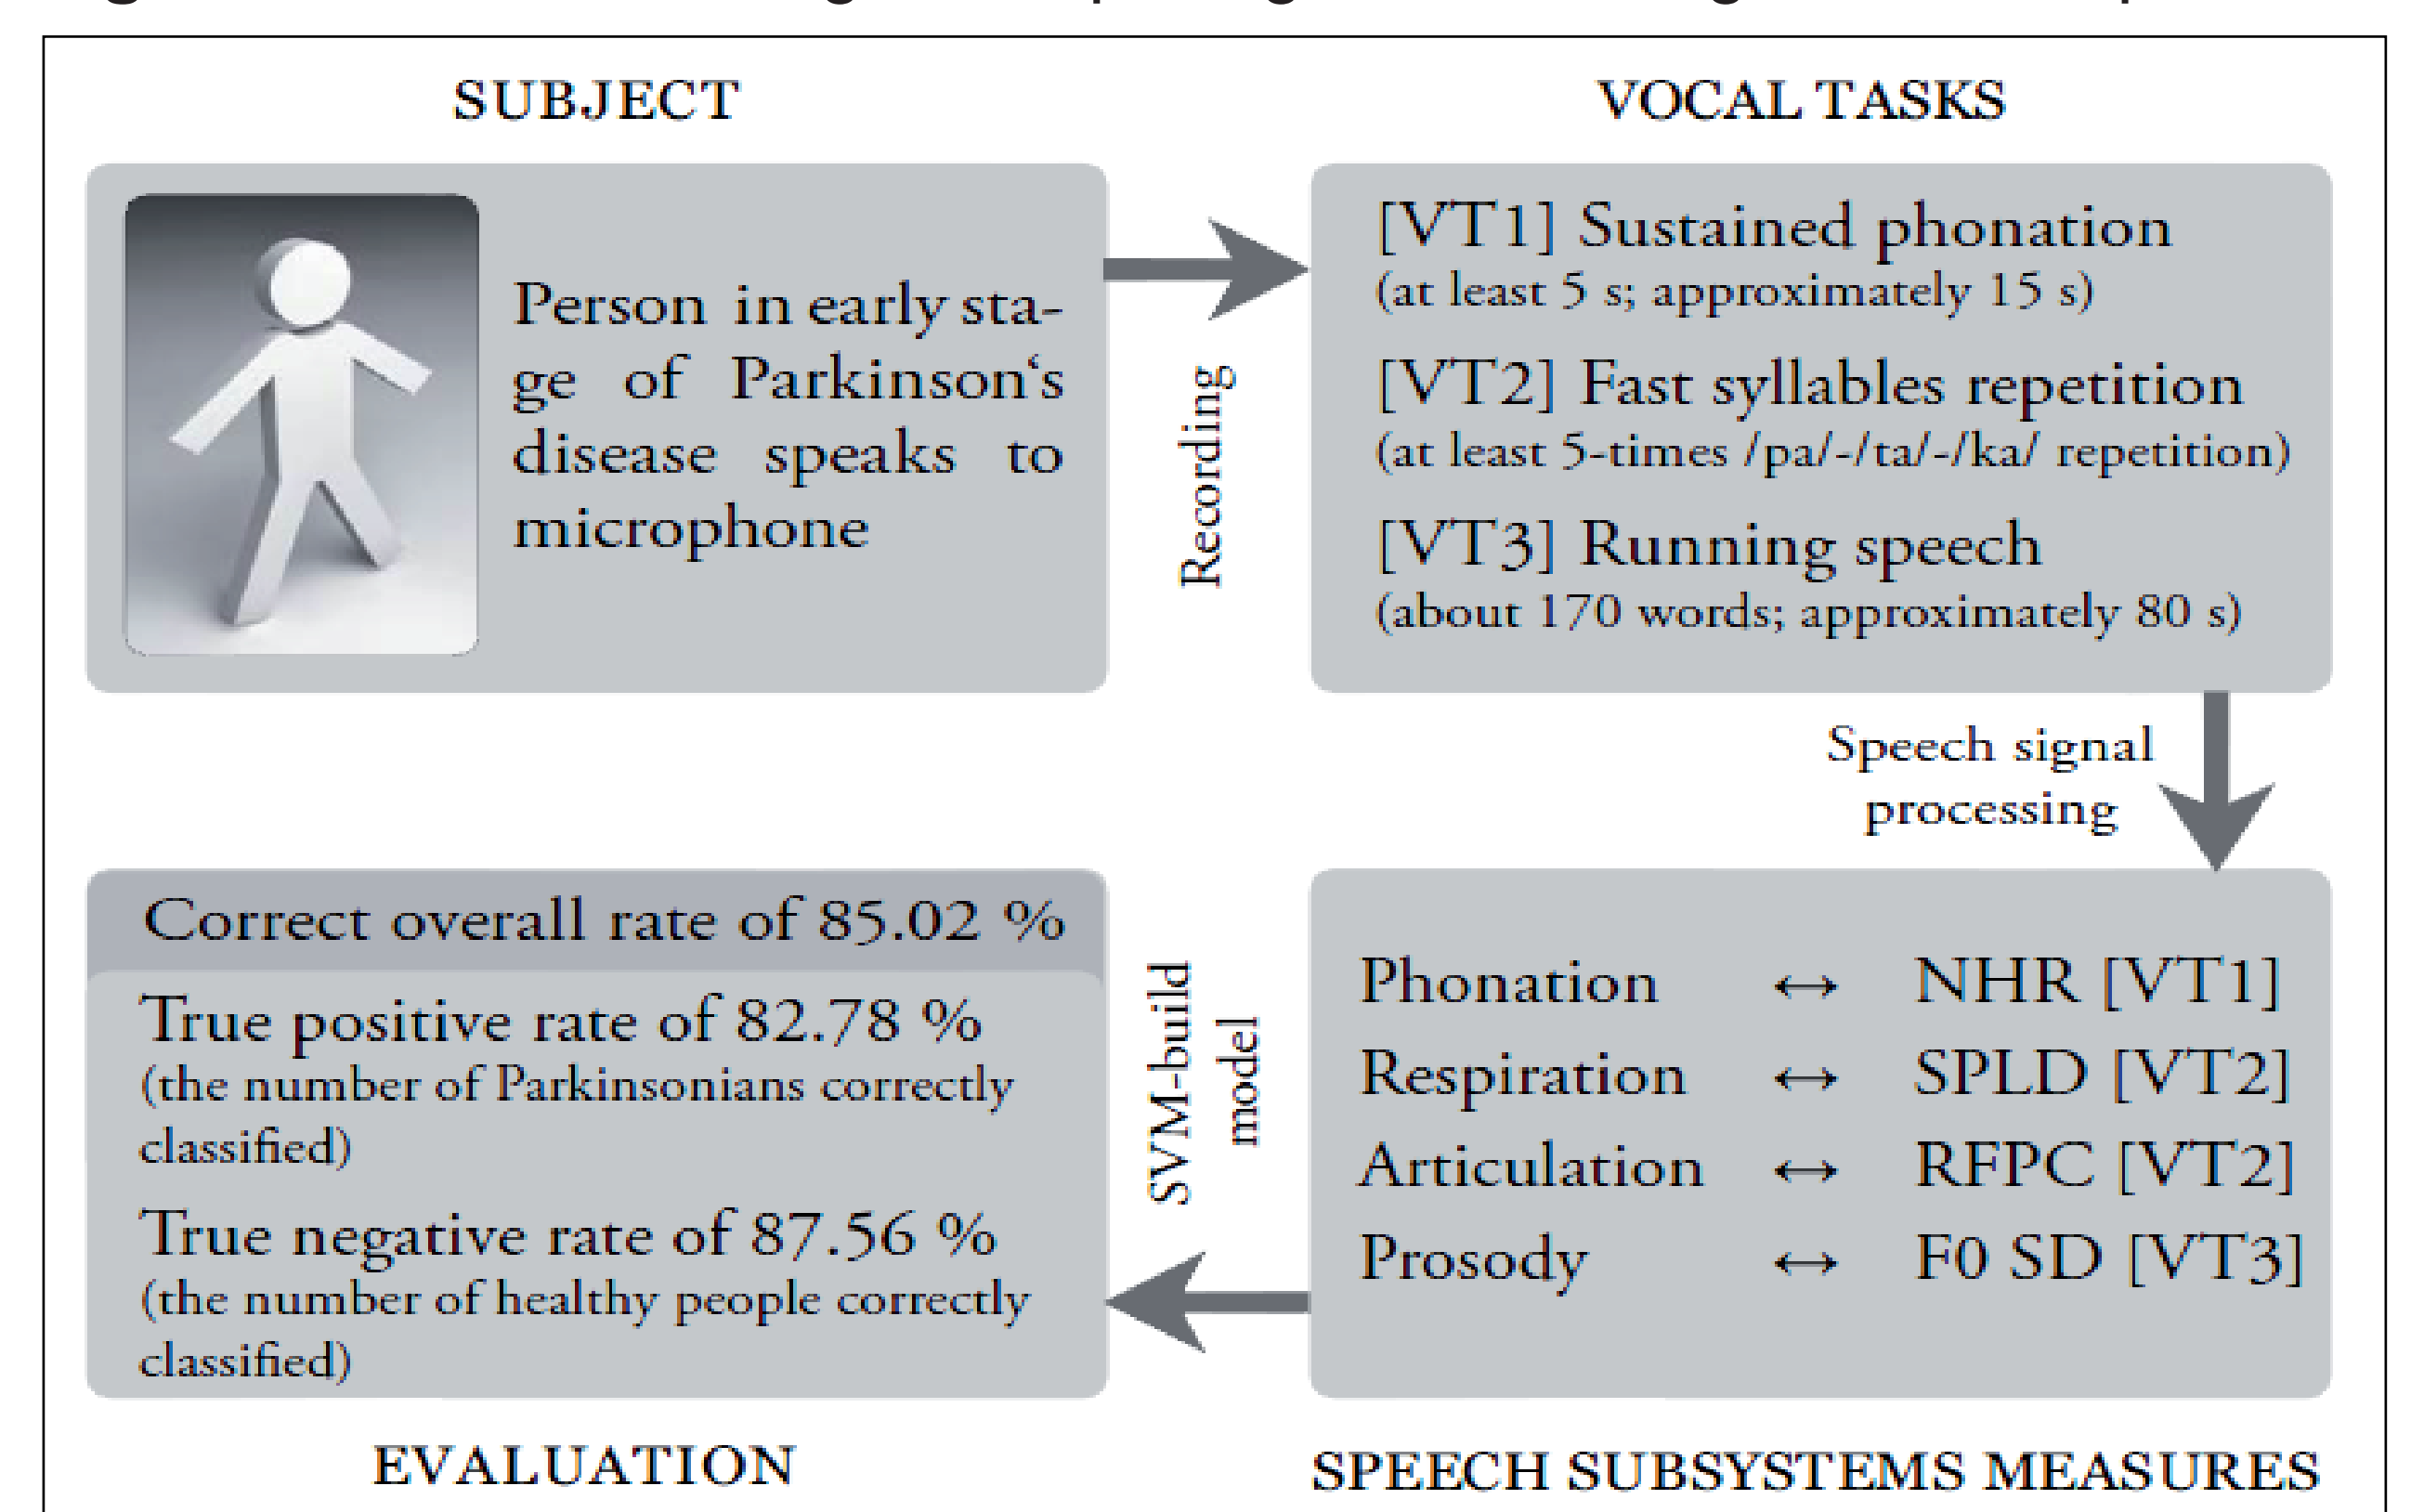 SUBJECT
Person in early sta-
ge of Parkinson‘s
disease speaks to
microphone
Recording
VOCAL TASKS
[VT1] Sustained phonation
(at least 5 s; approximately 15 s)
[VT2] Fast syllables repetition
(at least 5-times /pa/-/ta/-/ka/ repetition)
[VT3] Running speech
(about 170 words; approximately 80 s)
Speech signal
processing
Phonation ↔ NHR [VT1]
Respiration ↔ SPLD [VT2]
Articulation ↔ RFPC [VT2]
Prosody ↔ F0 SD [VT3]
SPEECH SUBSYSTEMS MEASURES
SVM-build
model
Correct overall rate of 85.02 %
True positive rate of 82.78 %
(the number of Parkinsonians correctly
classified)
True negative rate of 87.56 %
(the number of healthy people correctly
classified)
EVALUATION